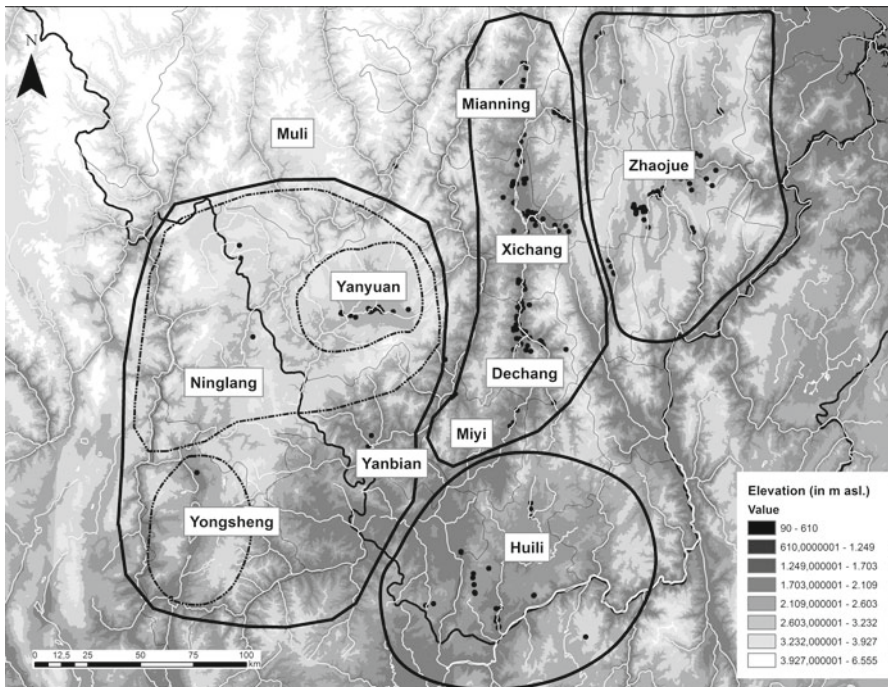 N
Mianning
Muli
Zhaojue
Xichang
Yanyuan
Ninglang
Dechang
Miyi
Yanbian
Yongsheng
Huili
Elevation (in m asl.)
Value
90 - 610
610,0000001 - 1.249
1.249,000001 - 1.703
1.703,000001 - 2.109
2.109,000001 - 2.603
2.603,000001 - 3.232
3.232,000001 - 3.927
3.927,000001 - 6.555
0 12,5 25 50 75 100
km